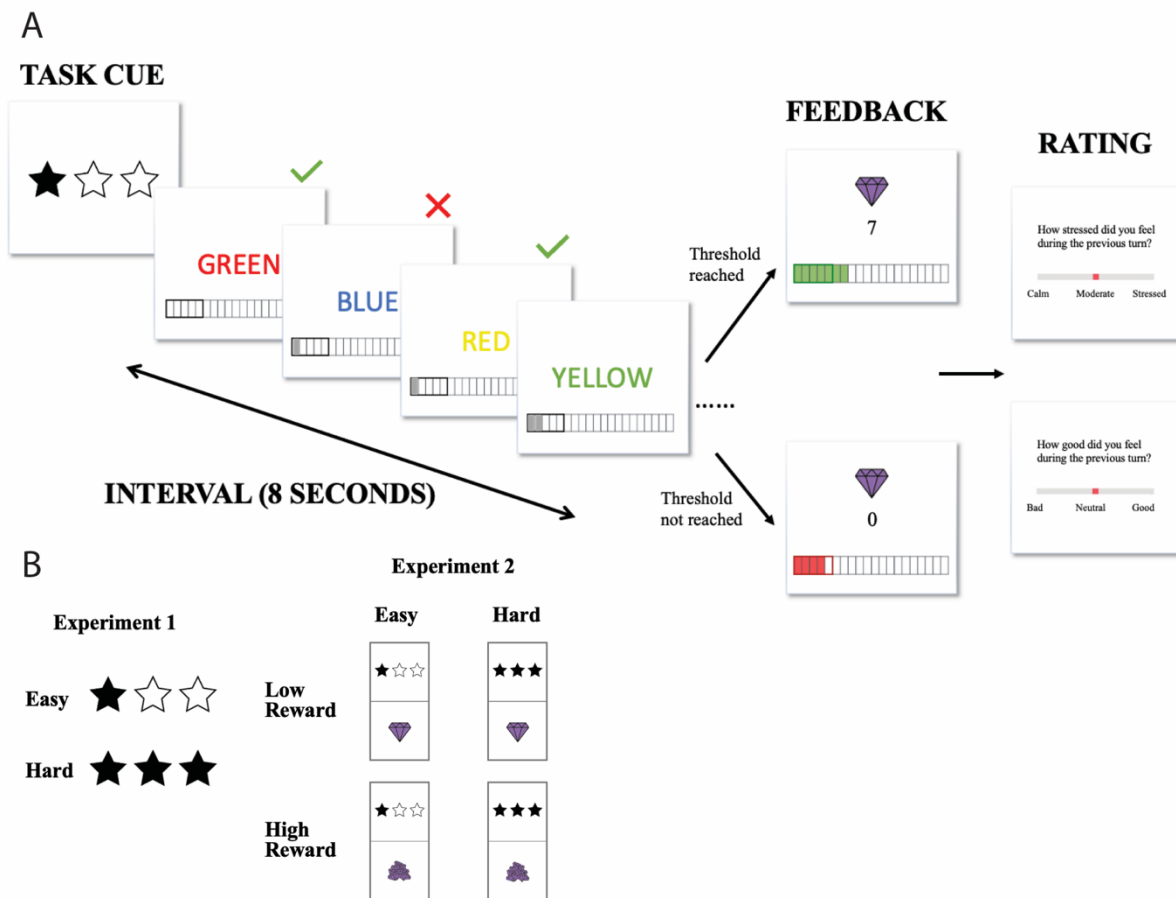 A
TASK CUE
GREEN
BLUE
RED
YELLOW
......
INTERVAL (8 SECONDS)
Threshold
reached
Threshold
not reached
FEEDBACK
7
0
RATING
How stressed did you feel
during the previous turn?
Calm Moderate Stressed
How good did you feel
during the previous turn?
Bad Neutral Good
B
Experiment 1
Easy
Hard
Experiment 2
Easy Hard
Low
Reward
High
Reward